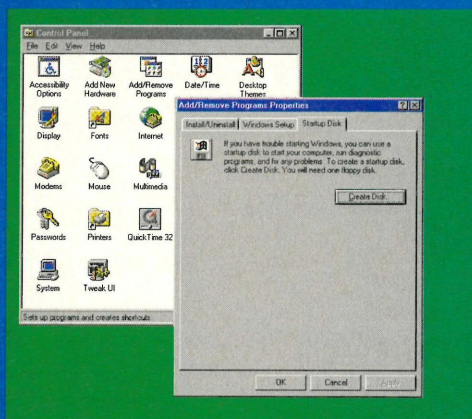 Control Panel
File Edit View Help
Accessibility Options
Add New Hardware
Add/Remove Programs
Date/Time
Desktop Themes
Display
Fonts
Internet
Modems
Mouse
Multimedia
Passwords
Printers
QuickTime 32
System
Tweak UI
Sets up programs and creates shortcuts
Add/Remove Programs Properties
Install/Uninstall Windows Setup Startup Disk
If you have trouble starting Windows, you can use a
startup disk to start your computer, run diagnostic
programs, and fix any problems. To create a startup disk,
click Create Disk. You will need one floppy disk.
Create Disk...
OK Cancel Apply